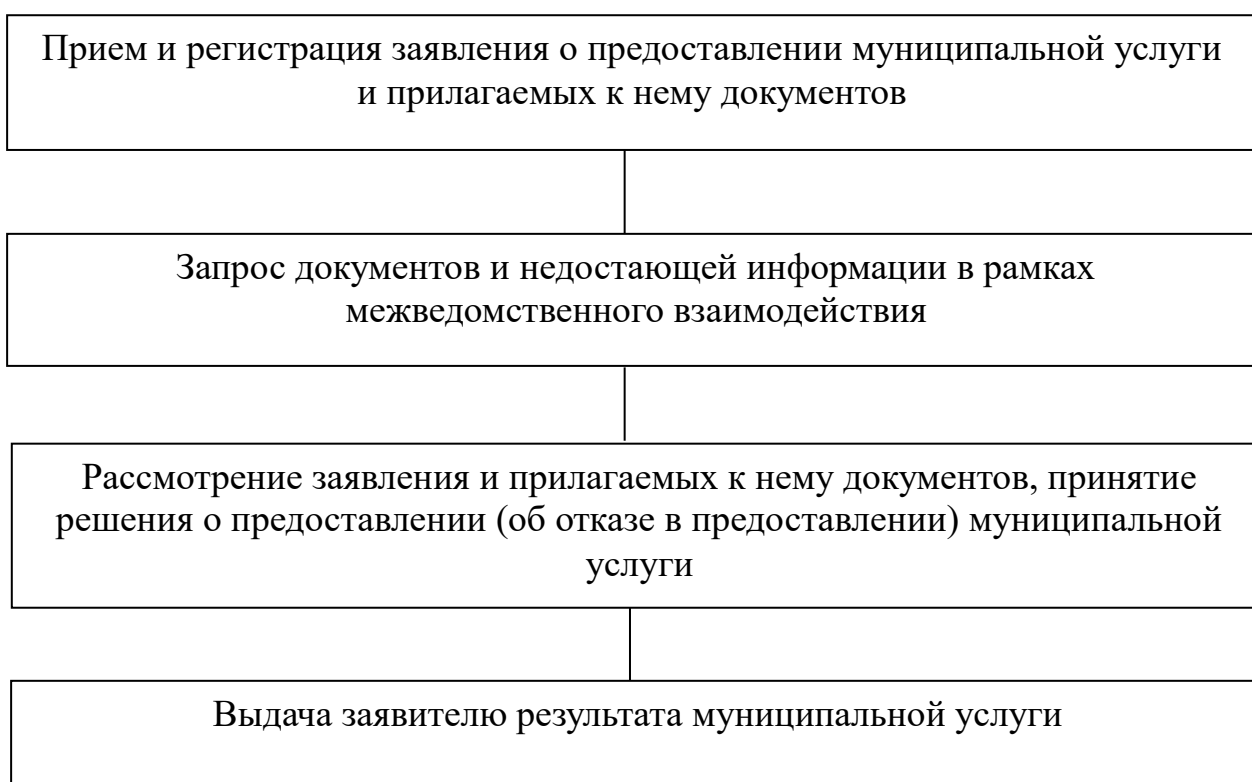 Прием и регистрация заявления о предоставлении муниципальной услуги
и прилагаемых к нему документов
Запрос документов и недостающей информации в рамках
межведомственного взаимодействия
Рассмотрение заявления и прилагаемых к нему документов, принятие
решения о предоставлении (об отказе в предоставлении) муниципальной
услуги
Выдача заявителю результата муниципальной услуги